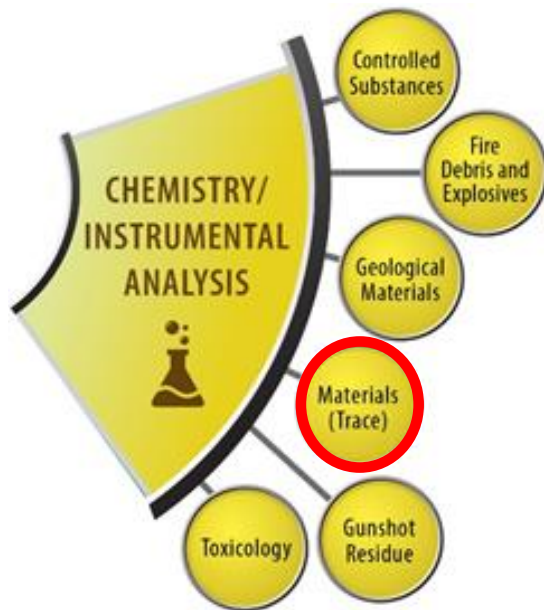 CHEMISTRY/
INSTRUMENTAL
ANALYSIS
Controlled
Substances
Fire
Debris and
Explosives
Geological
Materials
Materials
(Trace)
Gunshot
Residue
Toxicology